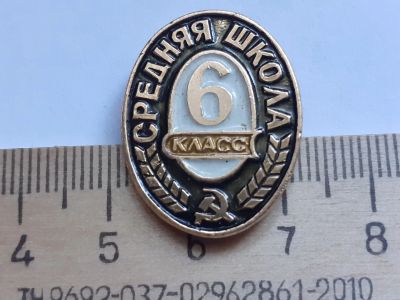 СРЕДНЯЯ ШКОЛА
6
КЛАСС
4 5 6 7 8
ТУ 9692-037-02962861-2010